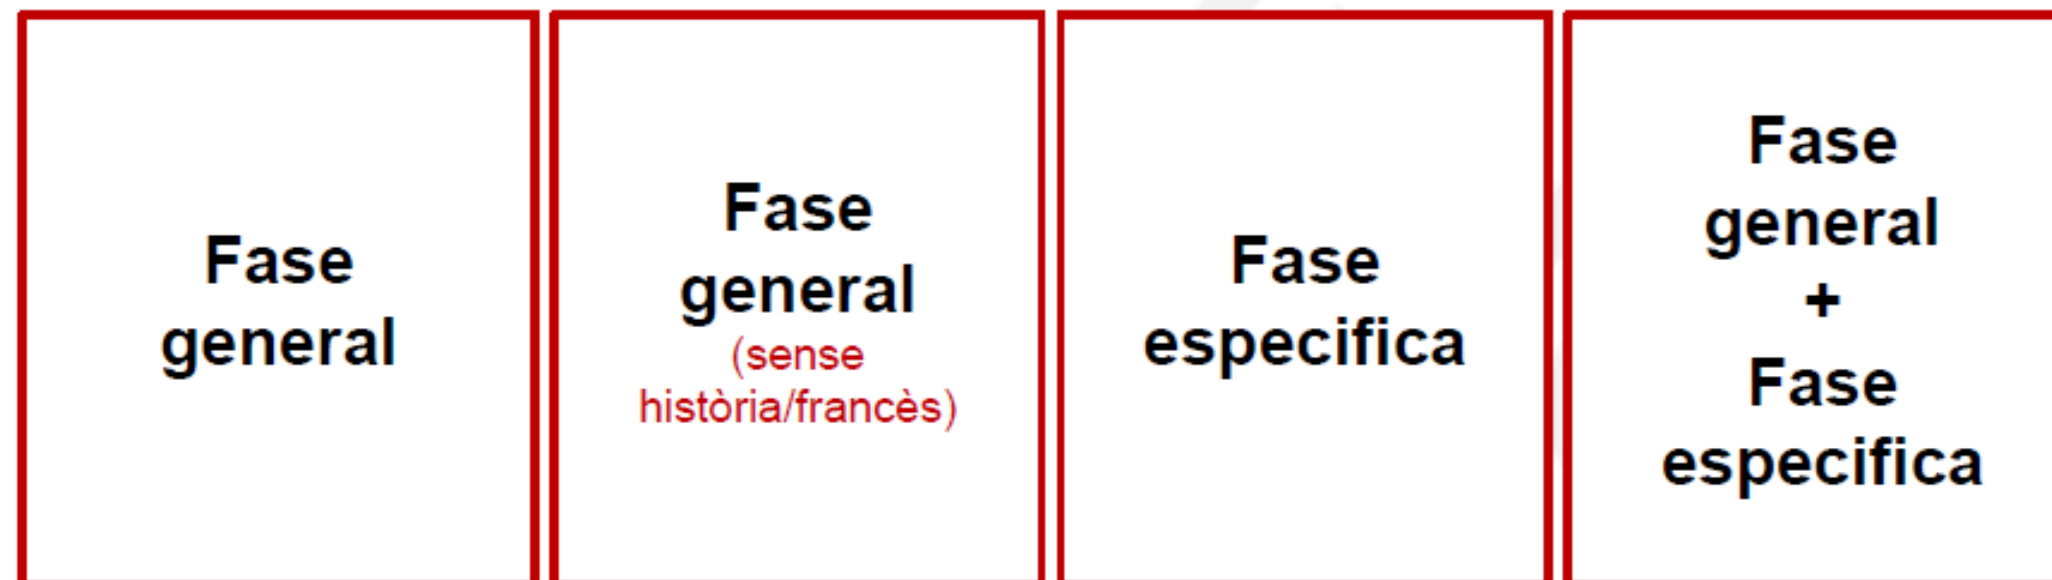 Fase
general
Fase
general
(sense
història/francès)
Fase
especifica
Fase
general
+
Fase
especifica